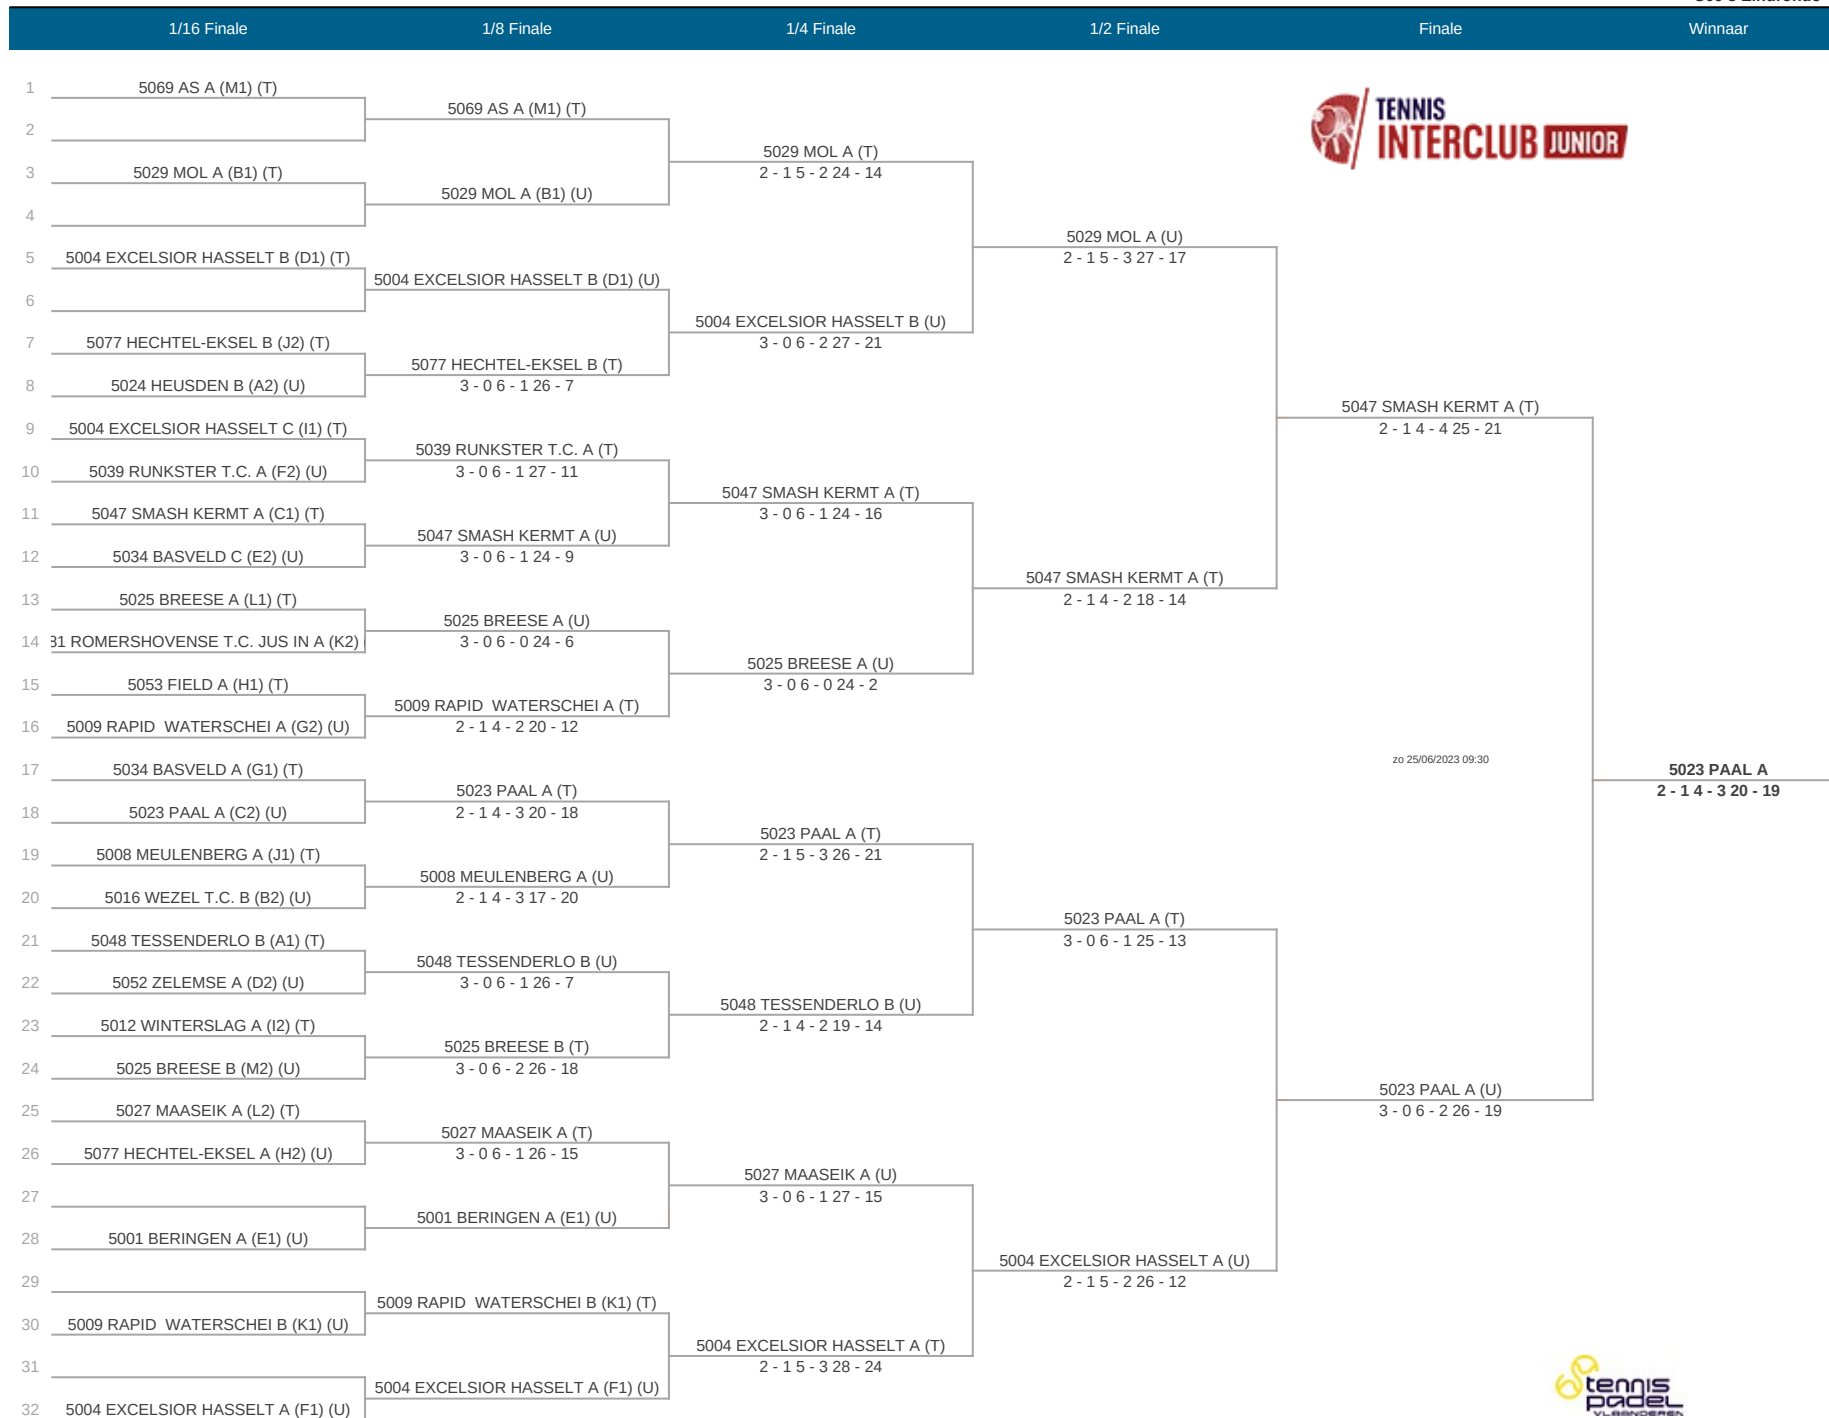 1/16 Finale 1/8 Finale 1/4 Finale 1/2 Finale Finale Winnaar
1 5069 AS A (M1) (T)
5069 AS A (M1) (T)
2
5029 MOL A (T)
2 - 1 5 - 2 24 - 14
3 5029 MOL A (B1) (T)
5029 MOL A (B1) (U)
4
5029 MOL A (U)
2 - 1 5 - 3 27 - 17
5 5004 EXCELSIOR HASSELT B (D1) (T)
5004 EXCELSIOR HASSELT B (D1) (U)
6
5004 EXCELSIOR HASSELT B (U)
3 - 0 6 - 2 27 - 21
7 5077 HECHTEL-EKSEL B (J2) (T)
5077 HECHTEL-EKSEL B (T)
3 - 0 6 - 1 26 - 7
8 5024 HEUSDEN B (A2) (U)
5047 SMASH KERMT A (T)
2 - 1 4 - 4 25 - 21
9 5004 EXCELSIOR HASSELT C (I1) (T)
5039 RUNKSTER T.C. A (T)
3 - 0 6 - 1 27 - 11
10 5039 RUNKSTER T.C. A (F2) (U)
5047 SMASH KERMT A (T)
3 - 0 6 - 1 24 - 16
11 5047 SMASH KERMT A (C1) (T)
5047 SMASH KERMT A (U)
3 - 0 6 - 1 24 - 9
12 5034 BASVELD C (E2) (U)
5047 SMASH KERMT A (T)
2 - 1 4 - 2 18 - 14
13 5025 BREESE A (L1) (T)
5025 BREESE A (U)
3 - 0 6 - 0 24 - 6
14 81 ROMERSHOVENSE T.C. JUS IN A (K2)
5025 BREESE A (U)
3 - 0 6 - 0 24 - 2
15 5053 FIELD A (H1) (T)
5009 RAPID WATERSCHEI A (T)
2 - 1 4 - 2 20 - 12
16 5009 RAPID WATERSCHEI A (G2) (U)
zo 25/06/2023 09:30
5023 PAAL A
2 - 1 4 - 3 20 - 19
17 5034 BASVELD A (G1) (T)
5023 PAAL A (T)
2 - 1 4 - 3 20 - 18
18 5023 PAAL A (C2) (U)
5023 PAAL A (T)
2 - 1 5 - 3 26 - 21
19 5008 MEULENBERG A (J1) (T)
5008 MEULENBERG A (U)
2 - 1 4 - 3 17 - 20
20 5016 WEZEL T.C. B (B2) (U)
5023 PAAL A (T)
3 - 0 6 - 1 25 - 13
21 5048 TESSENDERLO B (A1) (T)
5048 TESSENDERLO B (U)
3 - 0 6 - 1 26 - 7
22 5052 ZELEMSE A (D2) (U)
5048 TESSENDERLO B (U)
2 - 1 4 - 2 19 - 14
23 5012 WINTERSLAG A (I2) (T)
5025 BREESE B (T)
3 - 0 6 - 2 26 - 18
24 5025 BREESE B (M2) (U)
5023 PAAL A (U)
3 - 0 6 - 2 26 - 19
25 5027 MAASEIK A (L2) (T)
5027 MAASEIK A (T)
3 - 0 6 - 1 26 - 15
26 5077 HECHTEL-EKSEL A (H2) (U)
5027 MAASEIK A (U)
3 - 0 6 - 1 27 - 15
27
5001 BERINGEN A (E1) (U)
28 5001 BERINGEN A (E1) (U)
5004 EXCELSIOR HASSELT A (U)
2 - 1 5 - 2 26 - 12
29
5009 RAPID WATERSCHEI B (K1) (T)
30 5009 RAPID WATERSCHEI B (K1) (U)
5004 EXCELSIOR HASSELT A (T)
2 - 1 5 - 3 28 - 24
31
5004 EXCELSIOR HASSELT A (F1) (U)
32 5004 EXCELSIOR HASSELT A (F1) (U)
TENNIS
INTERCLUB JUNIOR
tennis
padel
VLAANDEREN